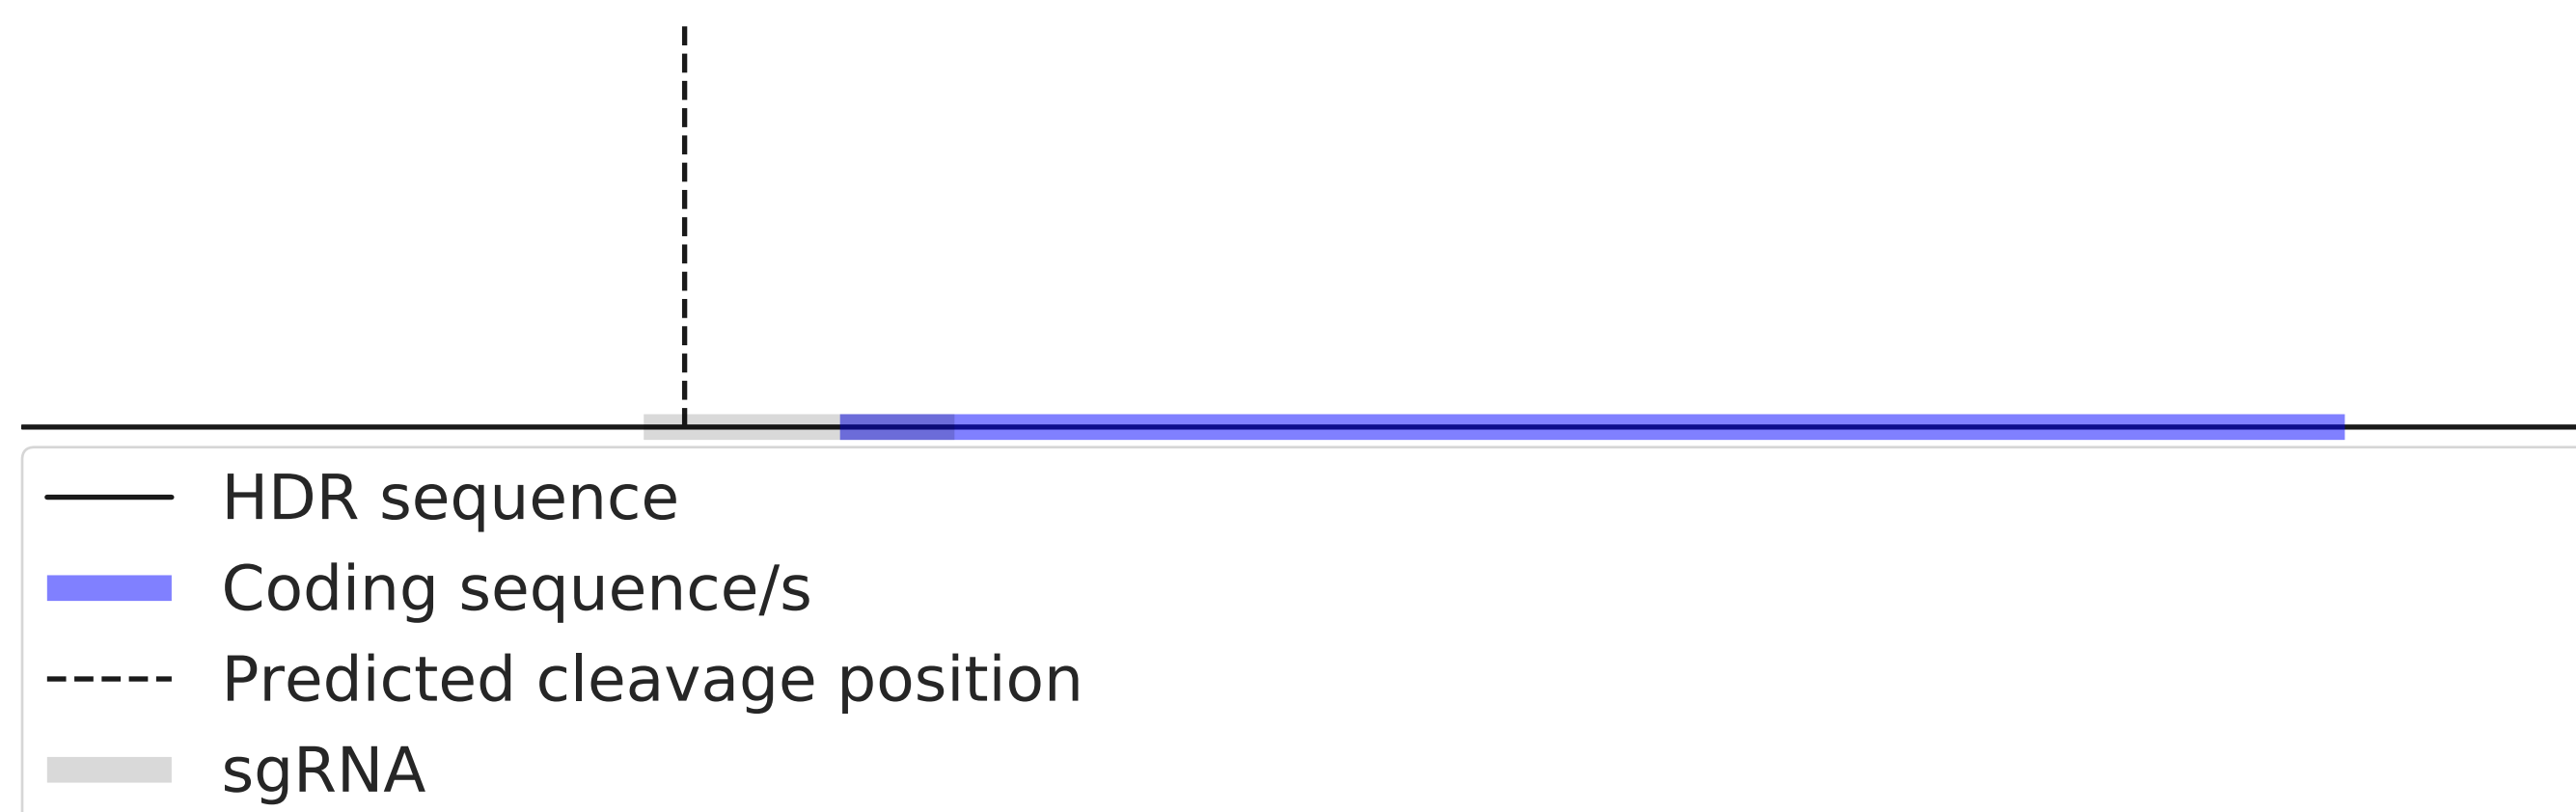 HDR sequence
Coding sequence/s
Predicted cleavage position
sgRNA